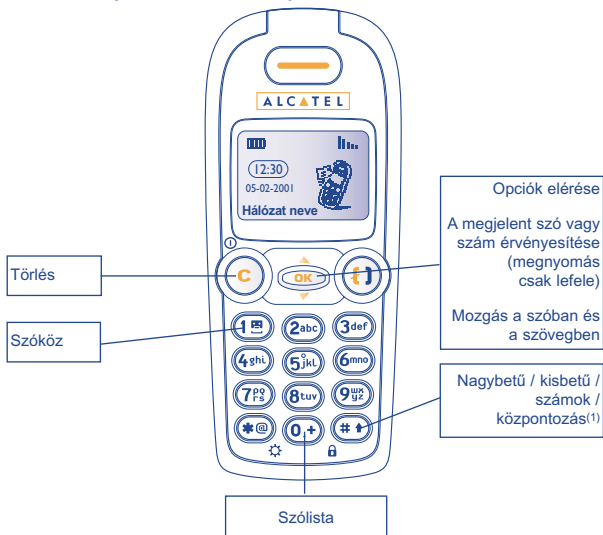 ALCATEL
12:30
05-02-2001
Hálózat neve
Opciók elérése
A megjelent szó vagy
szám érvényesítése
(megnyomás
csak lefele)
Mozgás a szóban és
a szövegben
Törlés
C
OK
Szóköz
1
2abc
3def
4ghi
5jkl
6mno
7pqrs
8tuv
9wxyz
*@
0.+
#
Nagybetű / kisbetű /
számok /
központozás(1)
Szólista